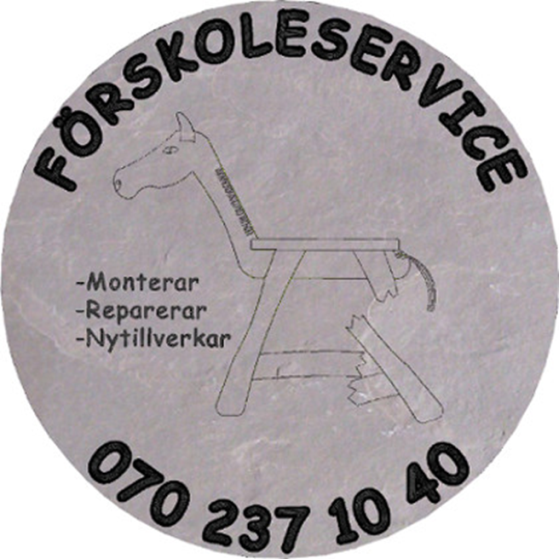 FÖRSKOLESERVICE
-Monterar
-Reparerar
-Nytillverkar
070 237 10 40